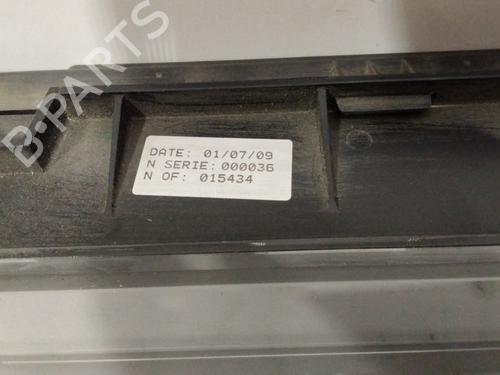 B-PARTS
DATE: 01/07/09
N SERIE: 000036
N OF: 015434